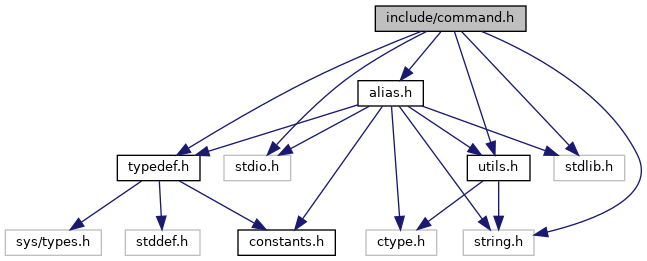 include/command.h
alias.h
typedef.h
stdio.h
utils.h
stdlib.h
sys/types.h
stddef.h
constants.h
ctype.h
string.h